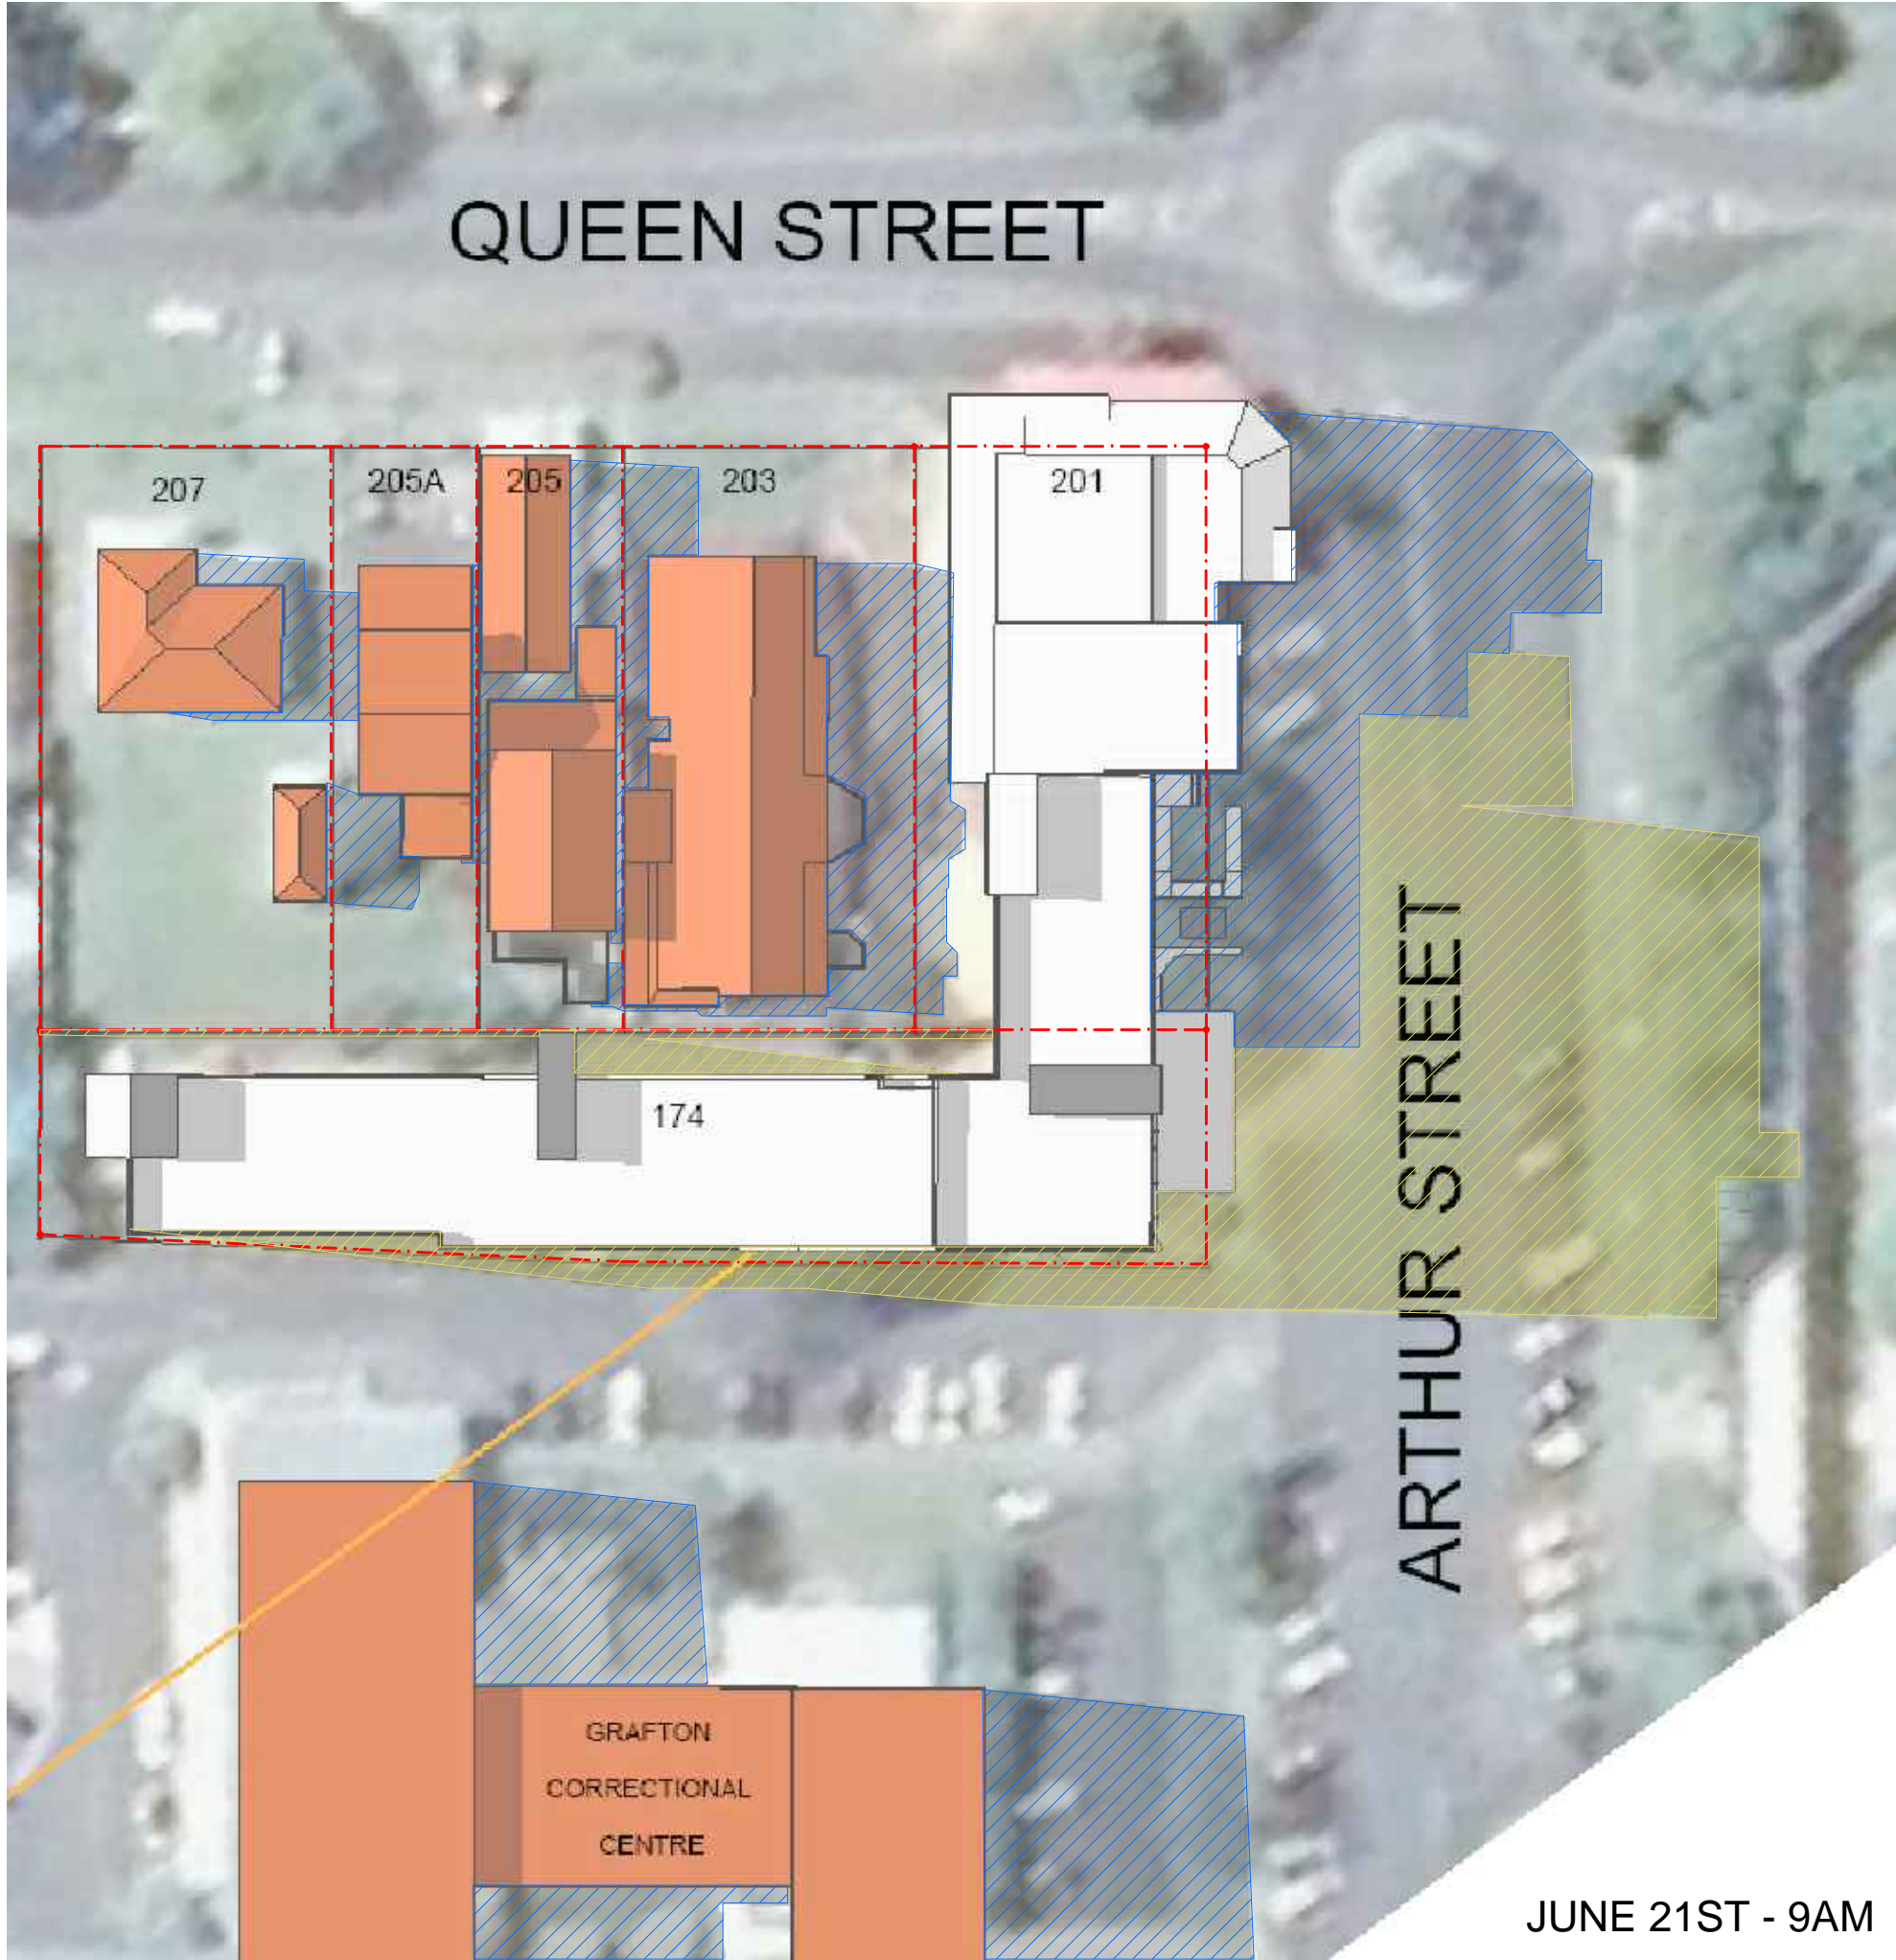 QUEEN STREET
207
205A
205
203
201
174
ARTHUR STREET
GRAFTON
CORRECTIONAL
CENTRE
JUNE 21ST - 9AM